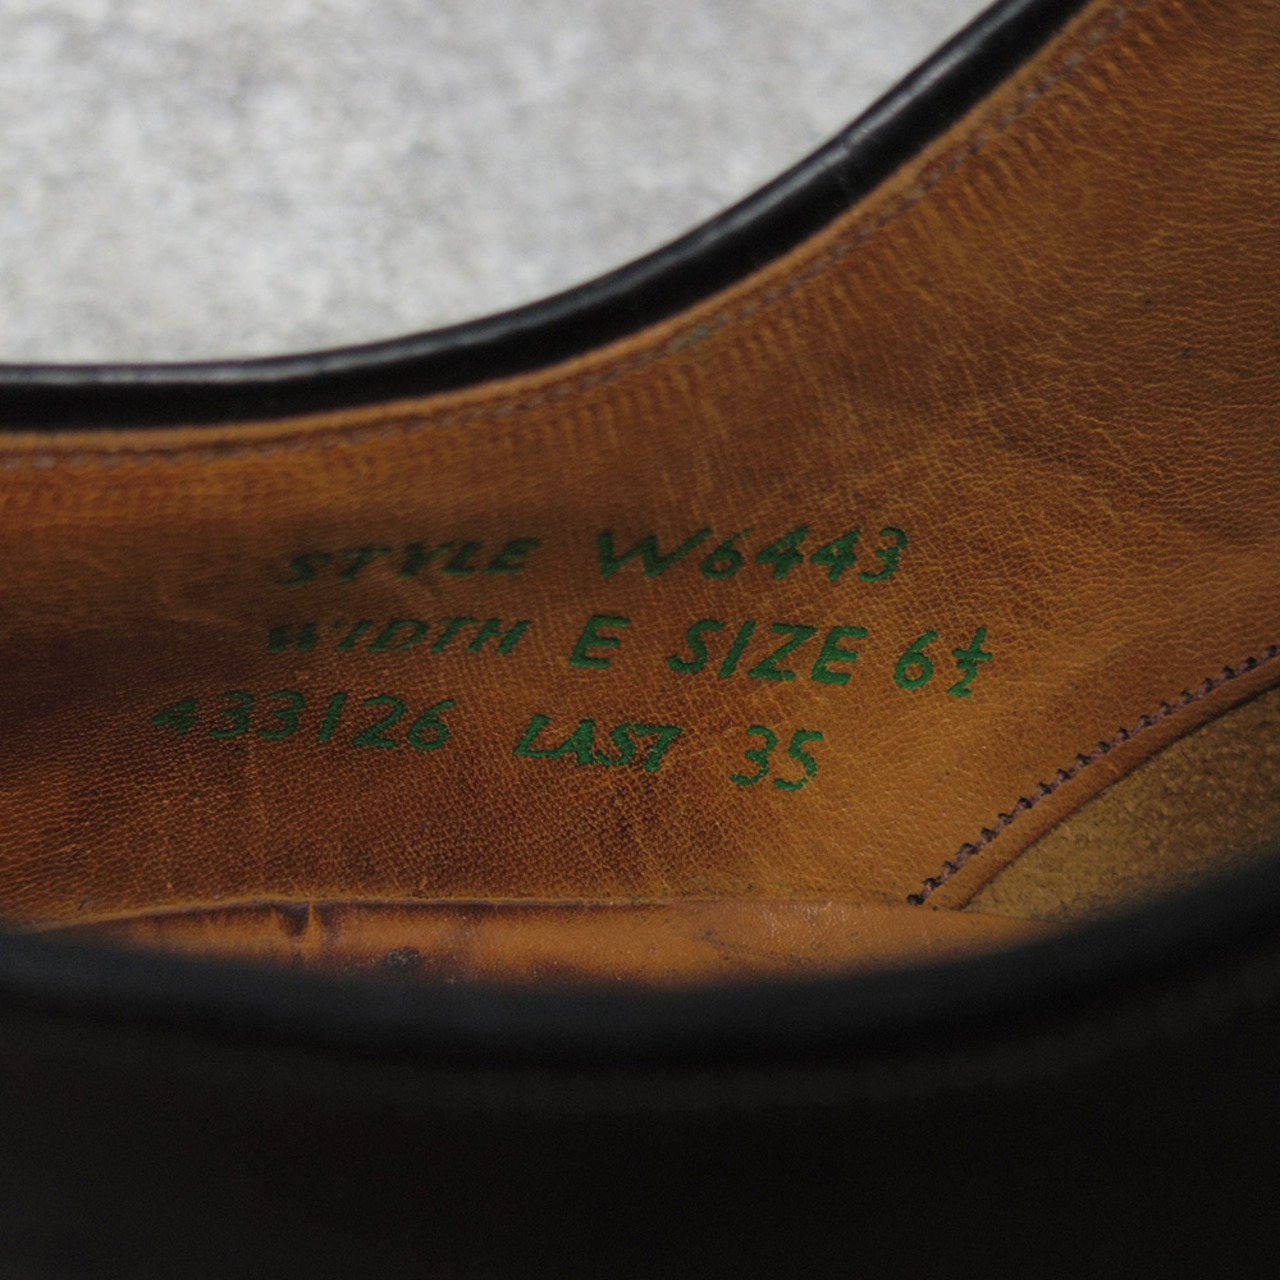 STYLE W6443
WIDTH E SIZE 6½
433126 LAST 35